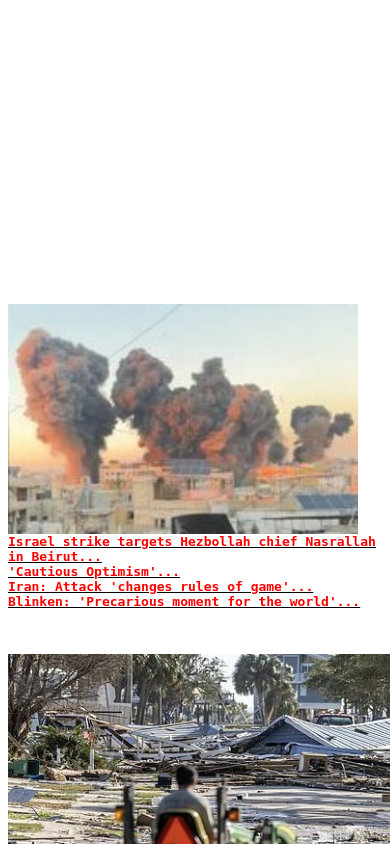 Israel strike targets Hezbollah chief Nasrallah
in Beirut...
'Cautious Optimism'...
Iran: Attack 'changes rules of game'...
Blinken: 'Precarious moment for the world'...